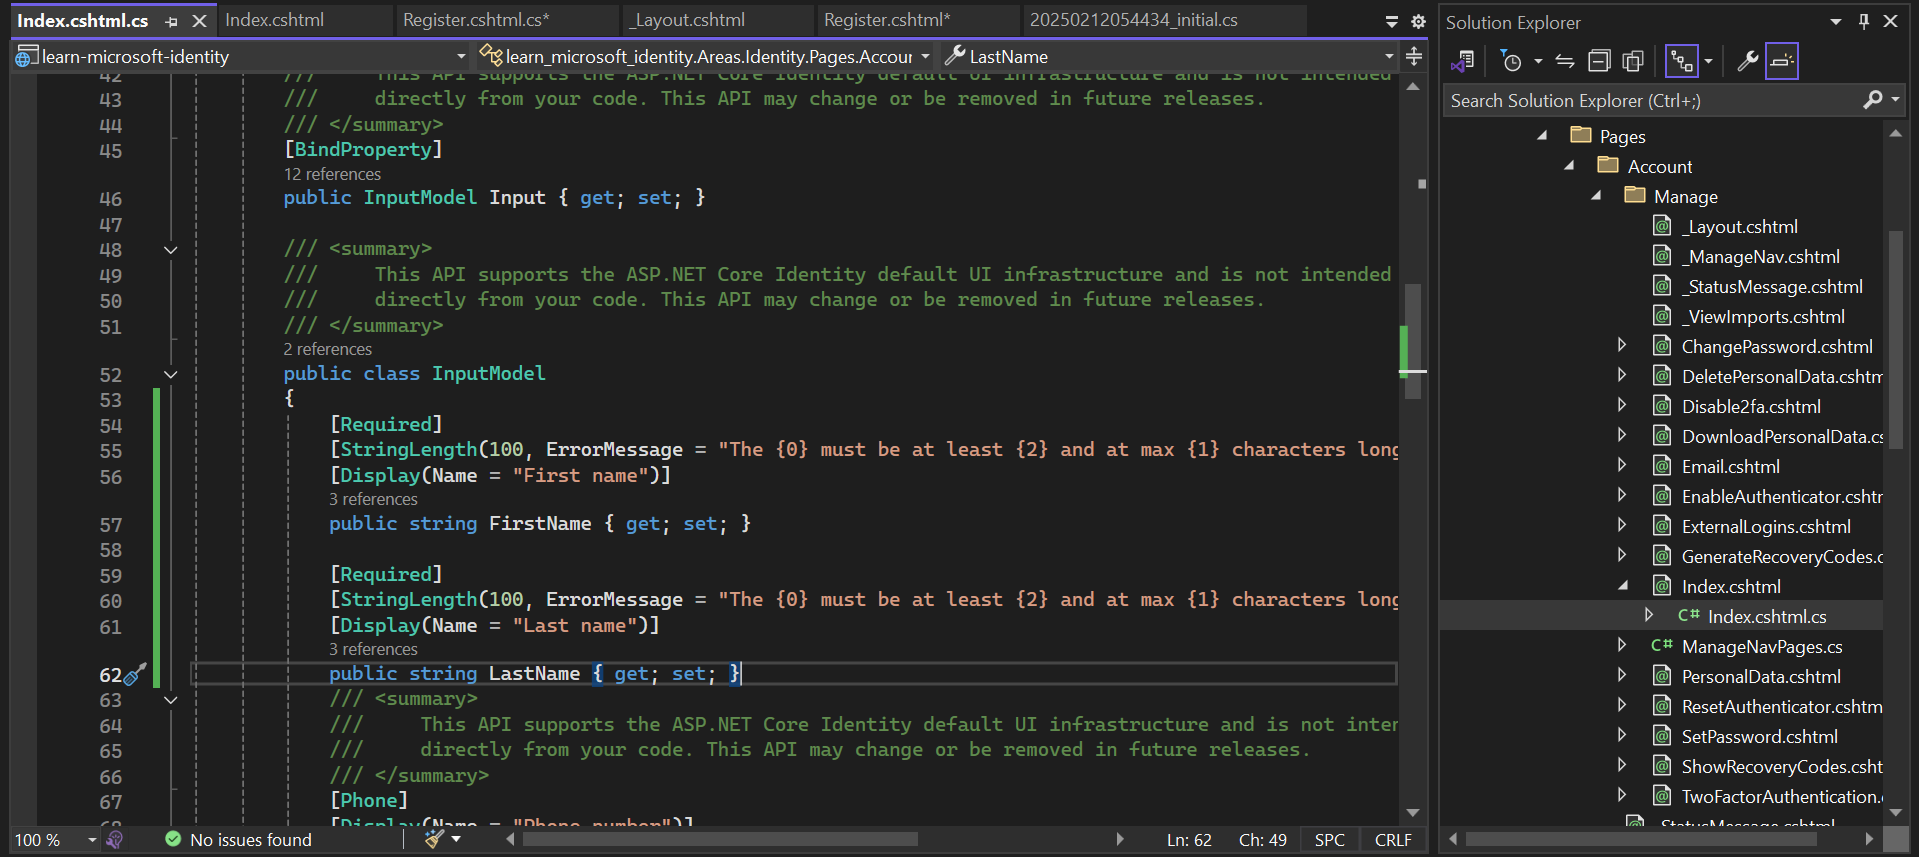 Index.cshtml.cs
Index.cshtml
Register.cshtml.cs*
_Layout.cshtml
Register.cshtml*
20250212054434_initial.cs
learn-microsoft-identity
learn_microsoft_identity.Areas.Identity.Pages.Accour
LastName
42 /// This API supports the ASP.NET Core Identity default UI infrastructure and is not intended
43 /// directly from your code. This API may change or be removed in future releases.
44 /// </summary>
45 [BindProperty]
12 references
46 public InputModel Input { get; set; }
47
48 /// <summary>
49 /// This API supports the ASP.NET Core Identity default UI infrastructure and is not intended
50 /// directly from your code. This API may change or be removed in future releases.
51 /// </summary>
2 references
52 public class InputModel
53 {
54 [Required]
55 [StringLength(100, ErrorMessage = "The {0} must be at least {2} and at max {1} characters long
56 [Display(Name = "First name")]
3 references
57 public string FirstName { get; set; }
58
59 [Required]
60 [StringLength(100, ErrorMessage = "The {0} must be at least {2} and at max {1} characters long
61 [Display(Name = "Last name")]
3 references
62 public string LastName { get; set; }
63 /// <summary>
64 /// This API supports the ASP.NET Core Identity default UI infrastructure and is not inten
65 /// directly from your code. This API may change or be removed in future releases.
66 /// </summary>
67 [Phone]
68 [Display(Name = "Phone number")]
100 %
No issues found
Ln: 62
Ch: 49
SPC
CRLF
Solution Explorer
Search Solution Explorer (Ctrl+;)
Pages
Account
Manage
_Layout.cshtml
_ManageNav.cshtml
_StatusMessage.cshtml
_ViewImports.cshtml
ChangePassword.cshtml
DeletePersonalData.cshtm
Disable2fa.cshtml
DownloadPersonalData.cs
Email.cshtml
EnableAuthenticator.cshtr
ExternalLogins.cshtml
GenerateRecoveryCodes.c
Index.cshtml
C# Index.cshtml.cs
C# ManageNavPages.cs
PersonalData.cshtml
ResetAuthenticator.cshtm
SetPassword.cshtml
ShowRecoveryCodes.csht
TwoFactorAuthentication.
_StatusMessage.cshtml